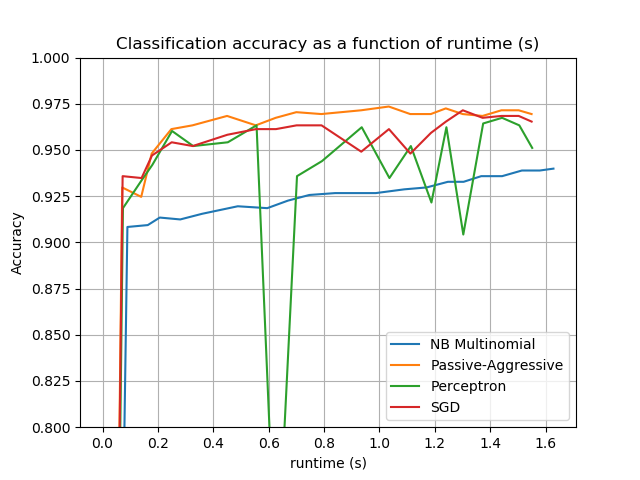 Classification accuracy as a function of runtime (s)
1.000
0.975
0.950
0.925
0.900
0.875
0.850
0.825
0.800
Accuracy
NB Multinomial
Passive-Aggressive
Perceptron
SGD
0.0 0.2 0.4 0.6 0.8 1.0 1.2 1.4 1.6
runtime (s)